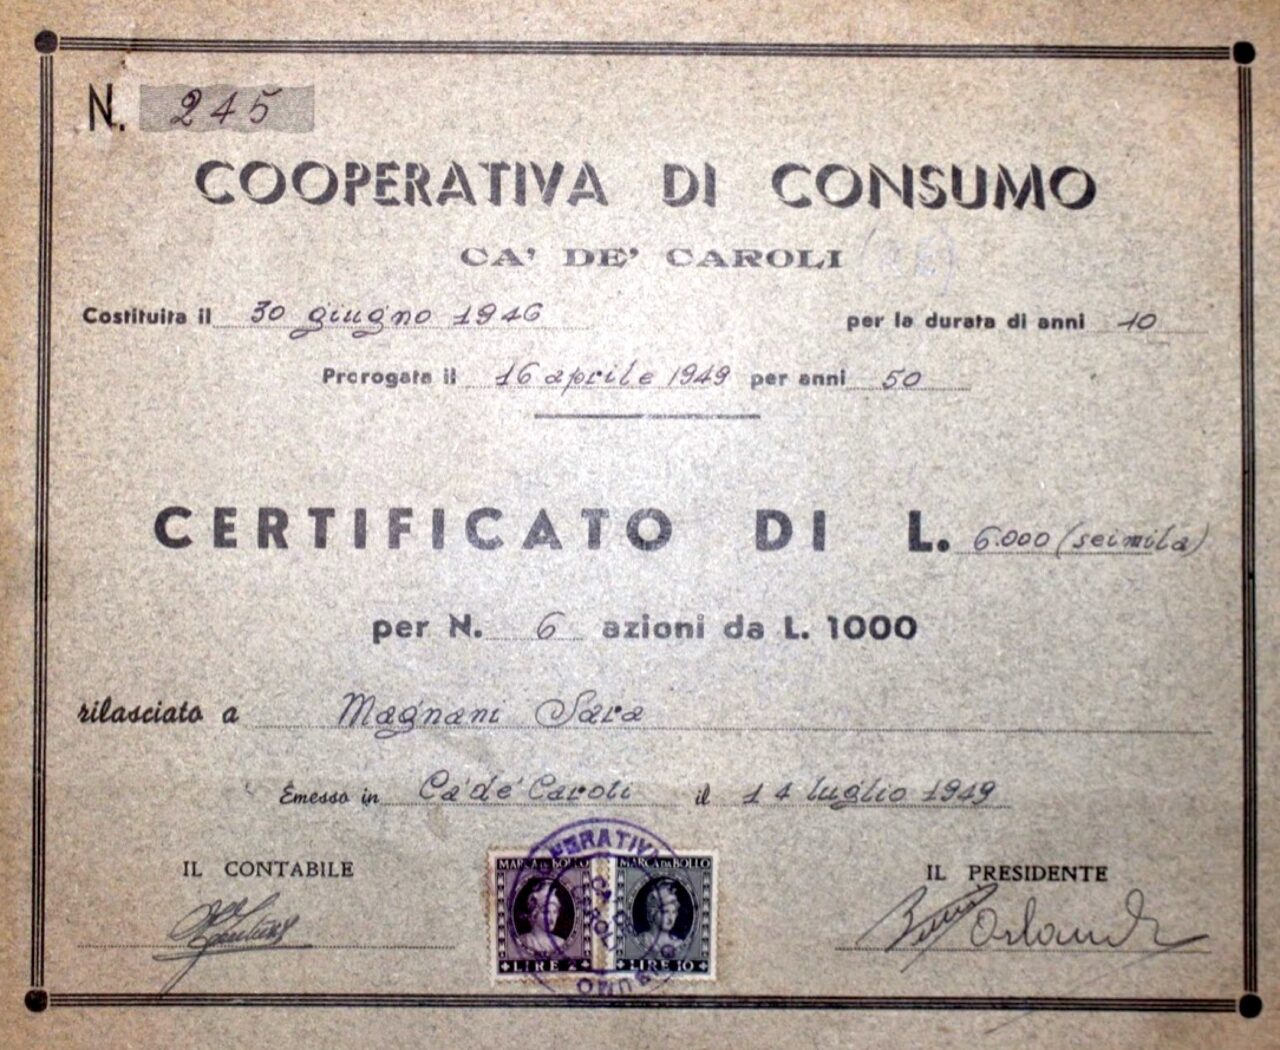 N. 245
COOPERATIVA DI CONSUMO
CA' DE' CAROLI
Costituita il 30 giugno 1946 per la durata di anni 10
Prorogata il 16 aprile 1949 per anni 50
CERTIFICATO DI L. 6.000 (seimila)
per N. 6 azioni da L. 1000
rilasciato a Magnani Sara
Emesso in Ca' de' Caroli il 14 luglio 1949
IL CONTABILE
IL PRESIDENTE
MARCA DA BOLLO MARCA DA BOLLO
LIRE 2 LIRE 10
Orlandi